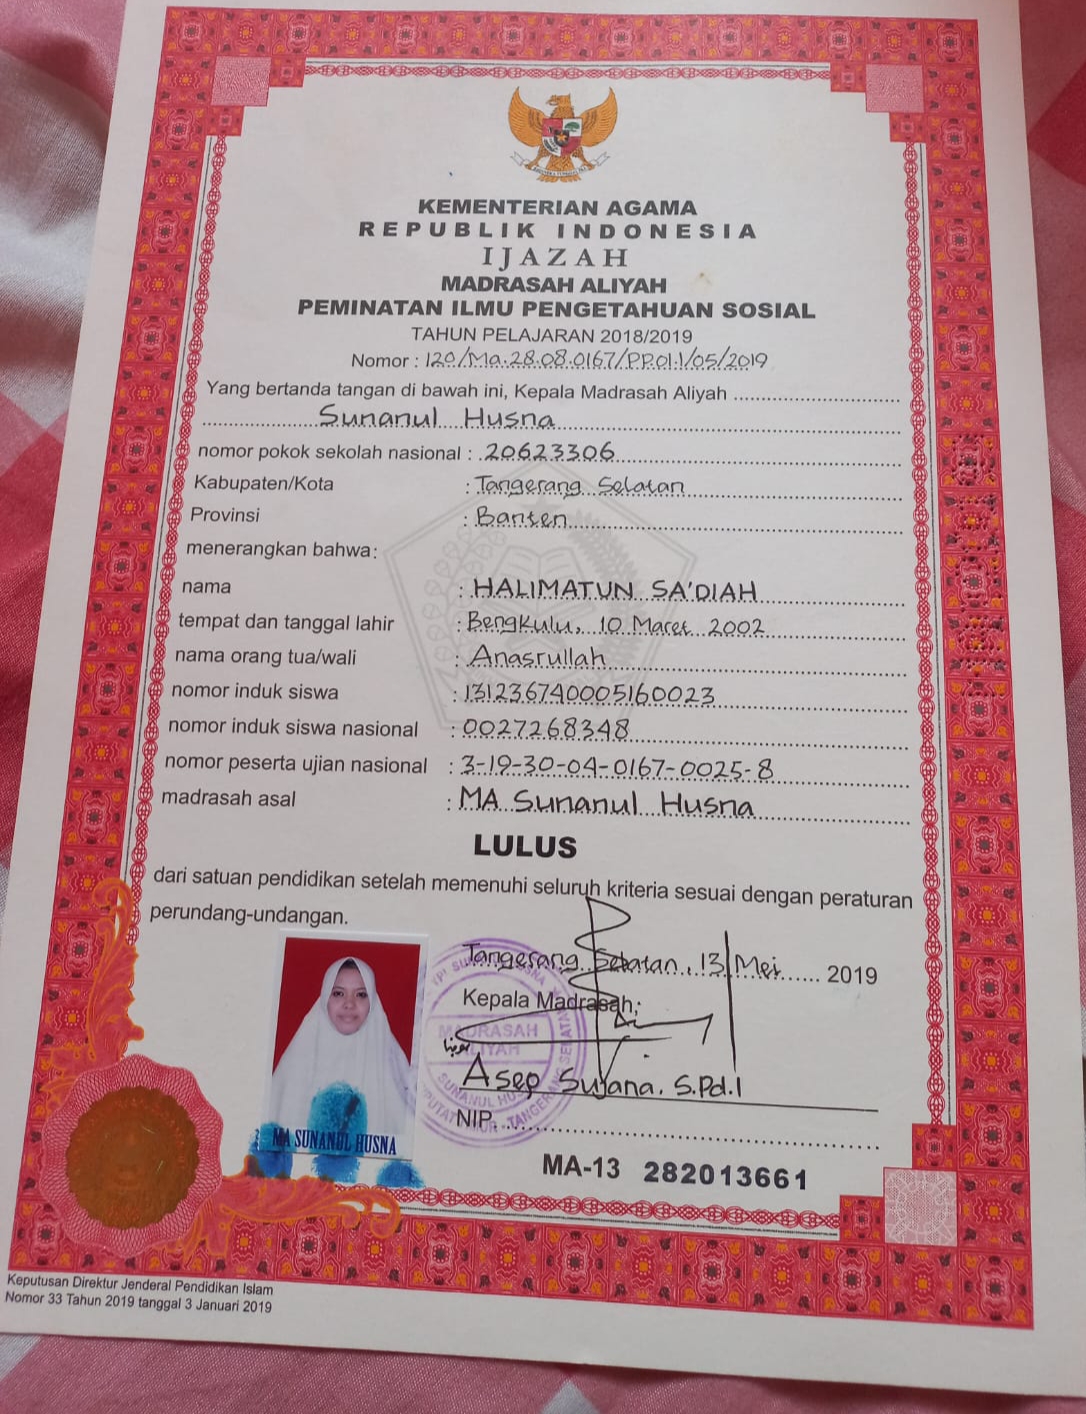 KEMENTERIAN AGAMA
REPUBLIK INDONESIA
IJAZAH
MADRASAH ALIYAH
PEMINATAN ILMU PENGETAHUAN SOSIAL
TAHUN PELAJARAN 2018/2019
Nomor : 120/Ma.28.08.0167/PP.01.1/05/2019
Yang bertanda tangan di bawah ini, Kepala Madrasah Aliyah
Sunanul Husna
nomor pokok sekolah nasional : 20623306
Kabupaten/Kota : Tangerang Selatan
Provinsi : Banten
menerangkan bahwa:
nama : HALIMATUN SA'DIAH
tempat dan tanggal lahir : Bengkulu, 10 Maret 2002
nama orang tua/wali : Anasrullah
nomor induk siswa : 131236740005160023
nomor induk siswa nasional : 0027268348
nomor peserta ujian nasional : 3-19-30-04-0167-0025-8
madrasah asal : MA Sunanul Husna
LULUS
dari satuan pendidikan setelah memenuhi seluruh kriteria sesuai dengan peraturan
perundang-undangan.
Tangerang Selatan, 13 Mei 2019
Kepala Madrasah,
MADRASAH
ALIYAH
Asep Sujana. S.Pd.I
NIP.
MA SUNANUL HUSNA
MA-13 282013661
Keputusan Direktur Jenderal Pendidikan Islam
Nomor 33 Tahun 2019 tanggal 3 Januari 2019